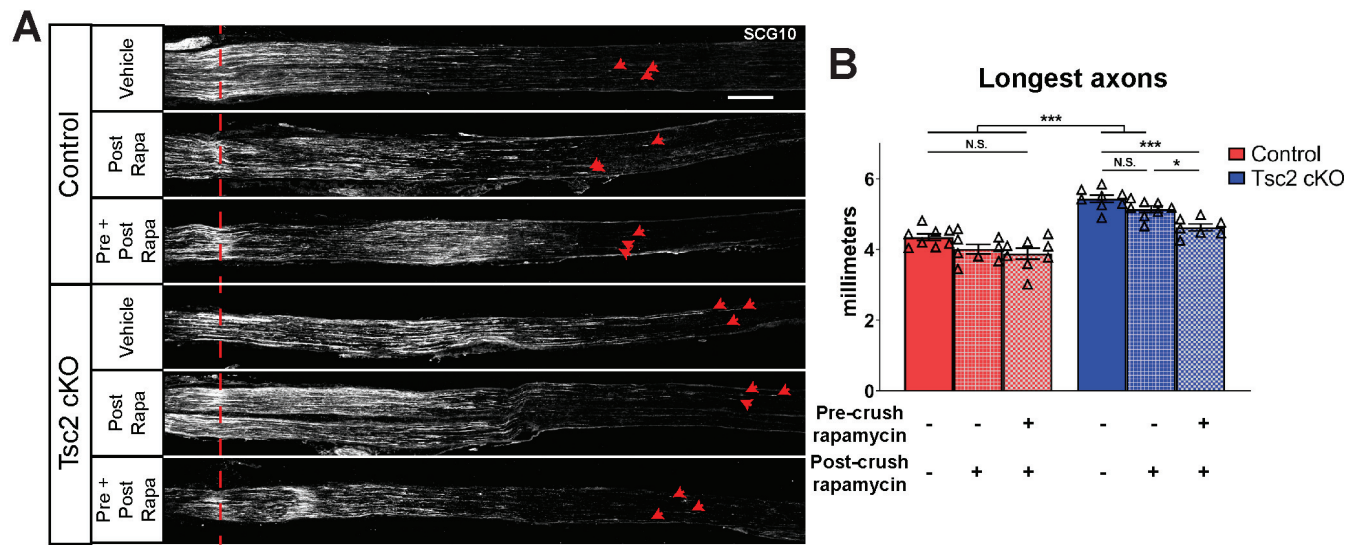 A
Control
Vehicle
SCG10
Post
Rapa
Pre +
Post
Rapa
Tsc2 cKO
Vehicle
Post
Rapa
Pre +
Post
Rapa
B
Longest axons
***
N.S.
***
N.S.
*
Control
Tsc2 cKO
millimeters
6
4
2
0
Pre-crush
rapamycin
- - + - - +
Post-crush
rapamycin
- + + - + +